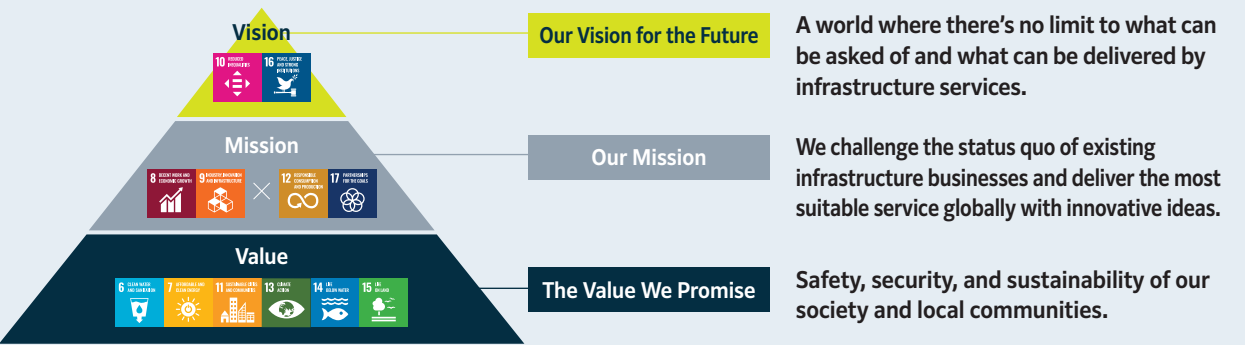 Vision
Our Vision for the Future
A world where there's no limit to what can
be asked of and what can be delivered by
infrastructure services.
10 REDUCED
INEQUALITIES
16 PEACE, JUSTICE
AND STRONG
INSTITUTIONS
Mission
Our Mission
We challenge the status quo of existing
infrastructure businesses and deliver the most
suitable service globally with innovative ideas.
8 DECENT WORK AND
ECONOMIC GROWTH
9 INDUSTRY, INNOVATION
AND INFRASTRUCTURE
×
12 RESPONSIBLE
CONSUMPTION
AND PRODUCTION
17 PARTNERSHIPS
FOR THE GOALS
Value
The Value We Promise
Safety, security, and sustainability of our
society and local communities.
6 CLEAN WATER
AND SANITATION
7 AFFORDABLE AND
CLEAN ENERGY
11 SUSTAINABLE CITIES
AND COMMUNITIES
13 CLIMATE
ACTION
14 LIFE
BELOW WATER
15 LIFE
ON LAND